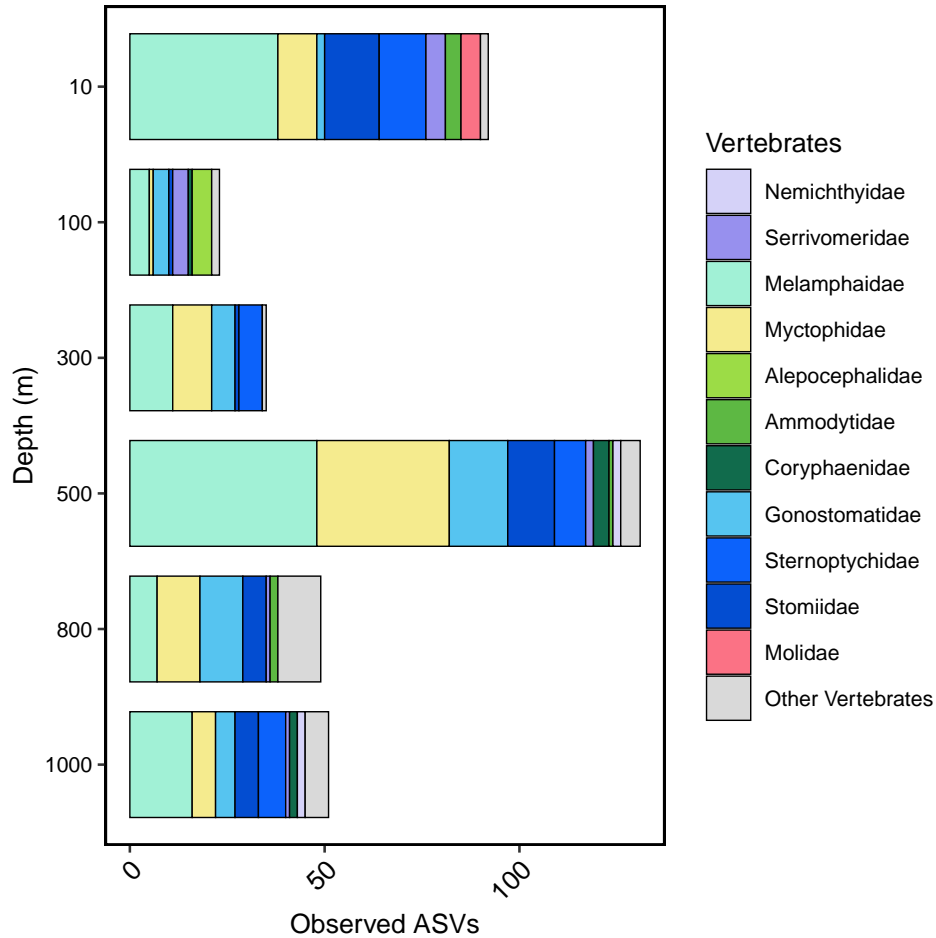 10
100
300
500
800
1000
Depth (m)
0
50
100
Observed ASVs
Vertebrates
Nemichthyidae
Serrivomeridae
Melamphaidae
Myctophidae
Alepocephalidae
Ammodytidae
Coryphaenidae
Gonostomatidae
Sternoptychidae
Stomiidae
Molidae
Other Vertebrates